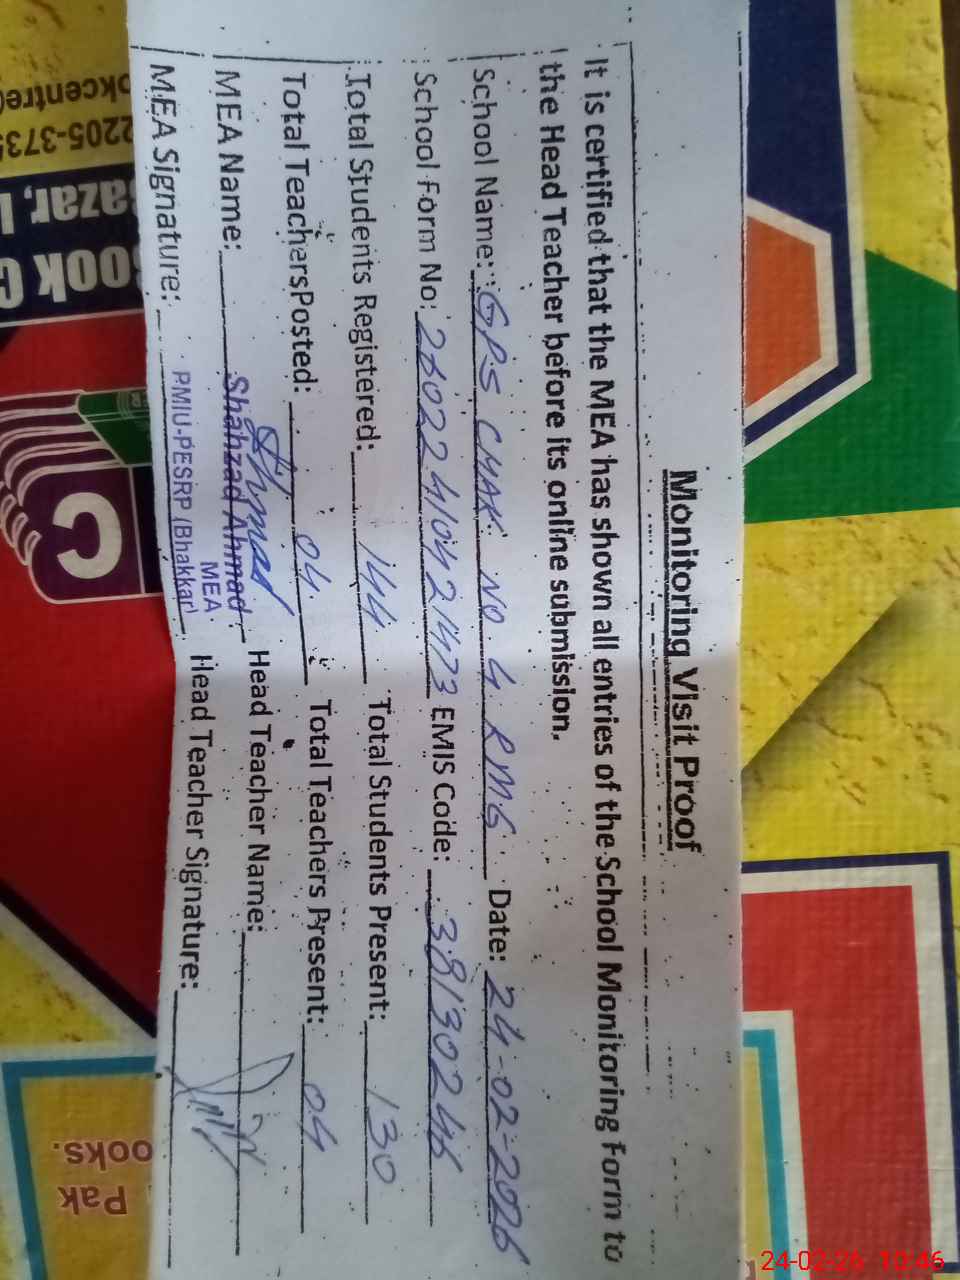 Monitoring Visit Proof
It is certified that the MEA has shown all entries of the School Monitoring Form to
the Head Teacher before its online submission.
School Name: GPS CHAK NO. 4 RMG Date: 24-02-2026
School Form No: 26022410421473 EMIS Code: 38130246
Total Students Registered: 144 Total Students Present: 130
Total Teachers Posted: 04 Total Teachers Present: 04
MEA Name: Shahzad Ahmad Head Teacher Name:
MEA
MEA Signature: PMIU-PESRP (Bhakkar) Head Teacher Signature:
2205-373
azar,
ook C
C
Pak
ooks.
24-02-26 10:46